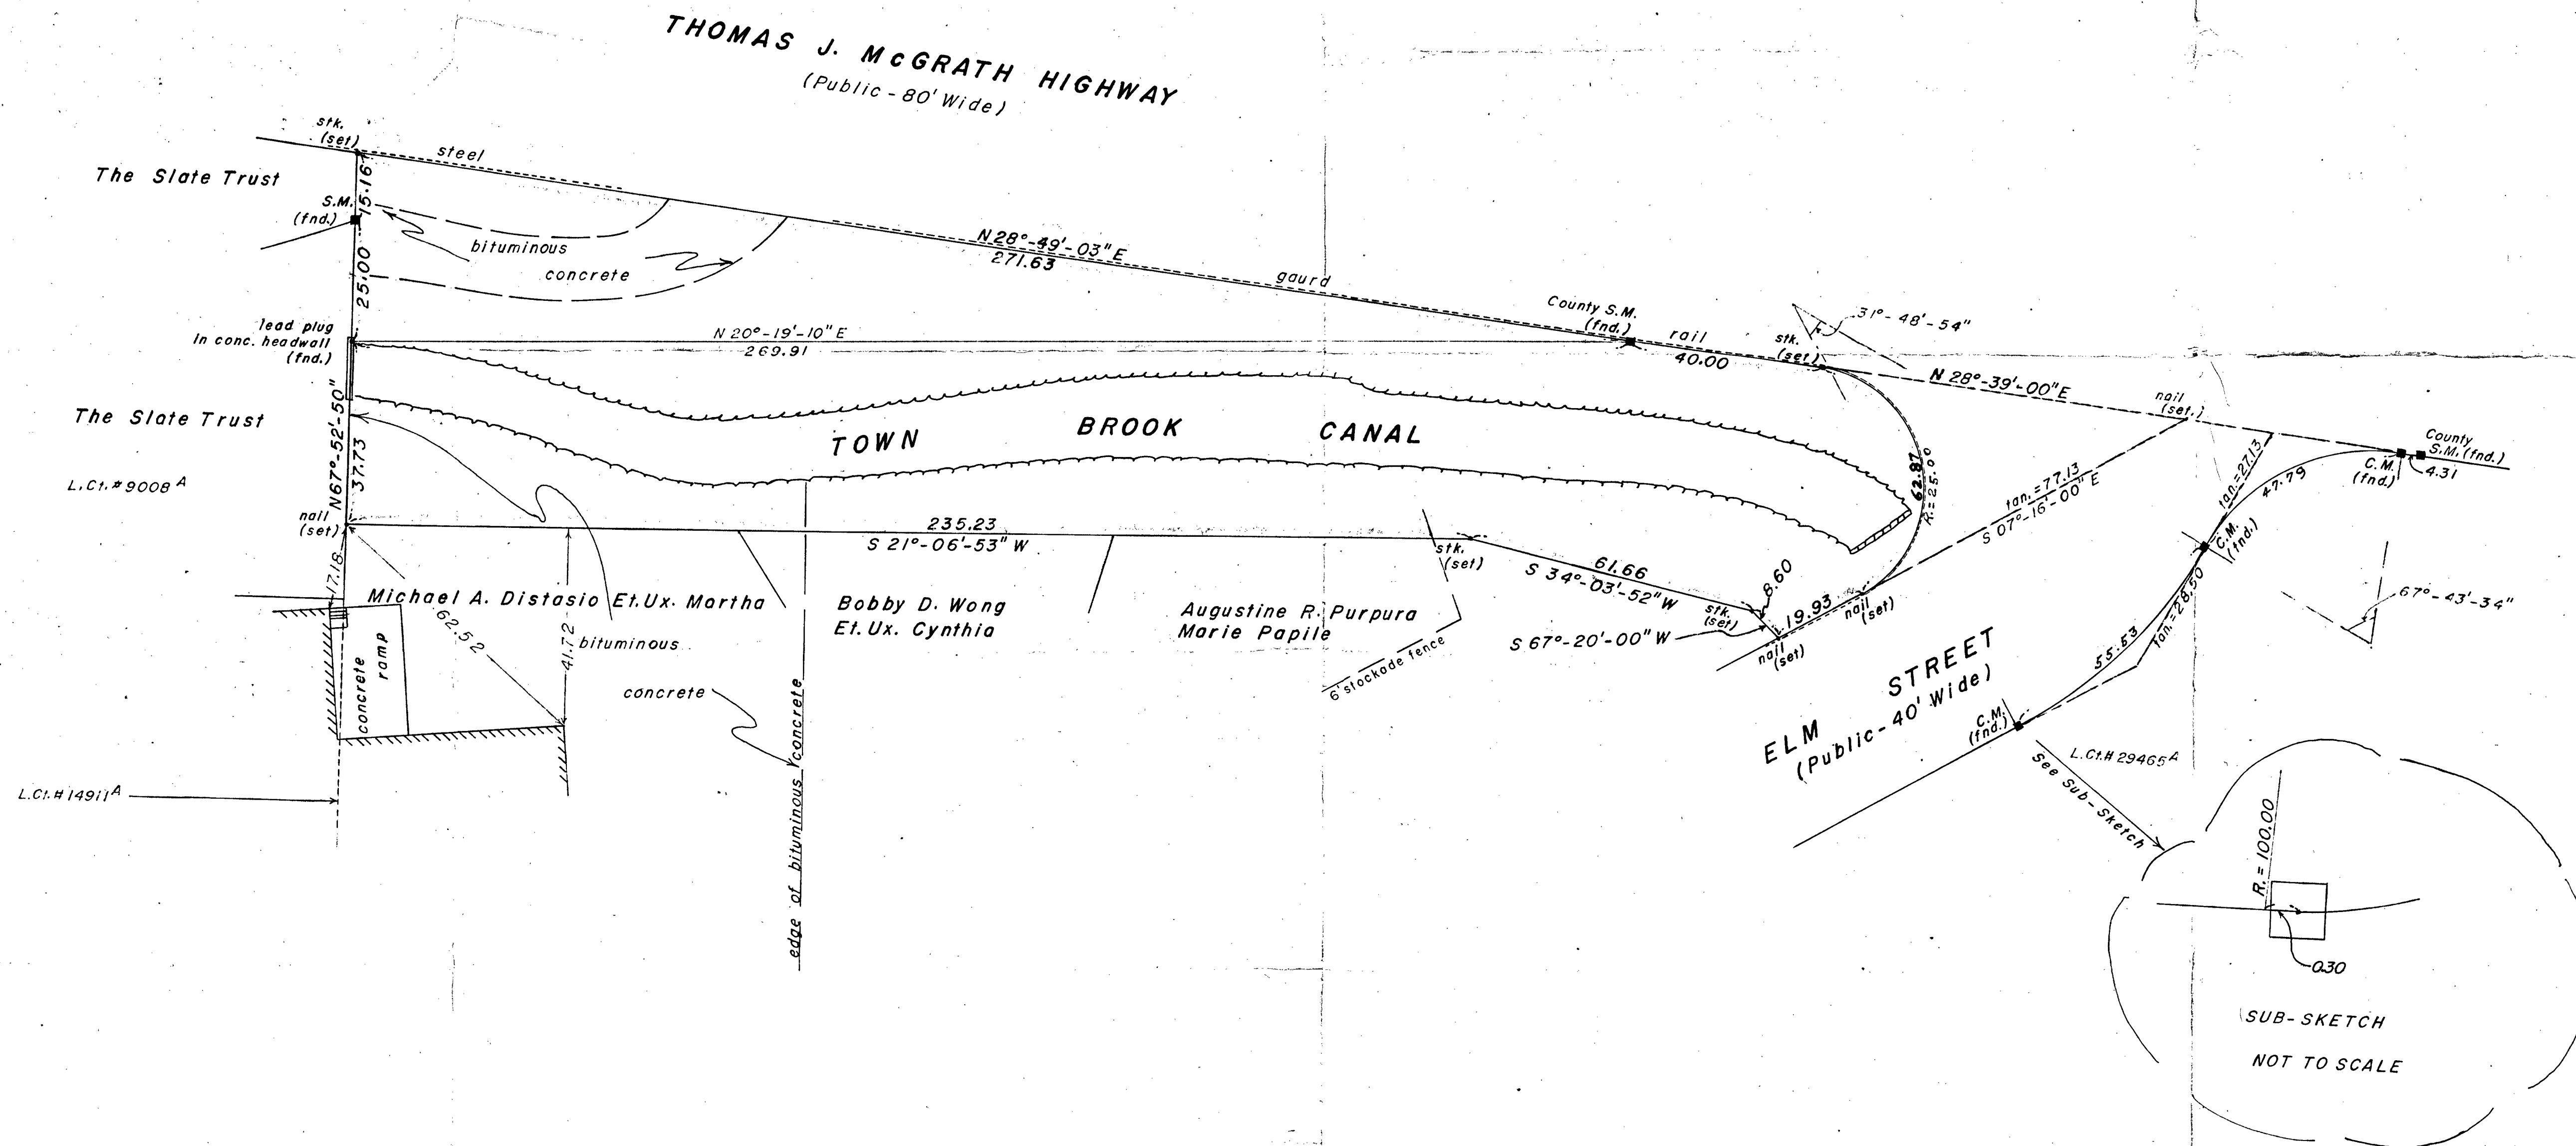 THOMAS J. McGRATH HIGHWAY
(Public - 80' Wide)
stk.
(set)
steel
The Slate Trust
15.16
S.M.
(fnd.)
bituminous
concrete
25.00
N 28°-49'-03" E
271.63
gaurd
County S.M.
(fnd.)
rail
40.00
stk.
(set)
31°-48'-54"
lead plug
In conc. headwall
(fnd.)
N 20°-19'-10" E
269.91
N 28°-39'-00" E
nail
(set.)
County
S.M. (fnd.)
C.M.
(fnd.)
4.31
The Slate Trust
N67°-52'-50"
37.73
L.Ct.# 9008 A
TOWN BROOK CANAL
62.87
R.=25.00
tan.=77.13
S 07°-16'-00" E
tan.=27.13
47.79
C.M.
(fnd.)
nail
(set)
235.23
S 21°-06'-53" W
stk.
(set)
61.66
S 34°-03'-52" W
8.60
stk.
(set)
19.93
nail
(set)
nail
(set)
S 67°-20'-00" W
17.18
Michael A. Distasio Et.Ux. Martha
Bobby D. Wong
Et. Ux. Cynthia
Augustine R. Purpura
Marie Papile
62.52
41.72
bituminous
concrete
concrete
ramp
6' stockade fence
edge of bituminous concrete
ELM STREET
(Public - 40' Wide)
55.53
tan.=28.50
67°-43'-34"
C.M.
(fnd.)
L.Ct.# 29465 A
See Sub-Sketch
L.Ct.# 14911 A
R. = 100.00
0.30
SUB-SKETCH
NOT TO SCALE